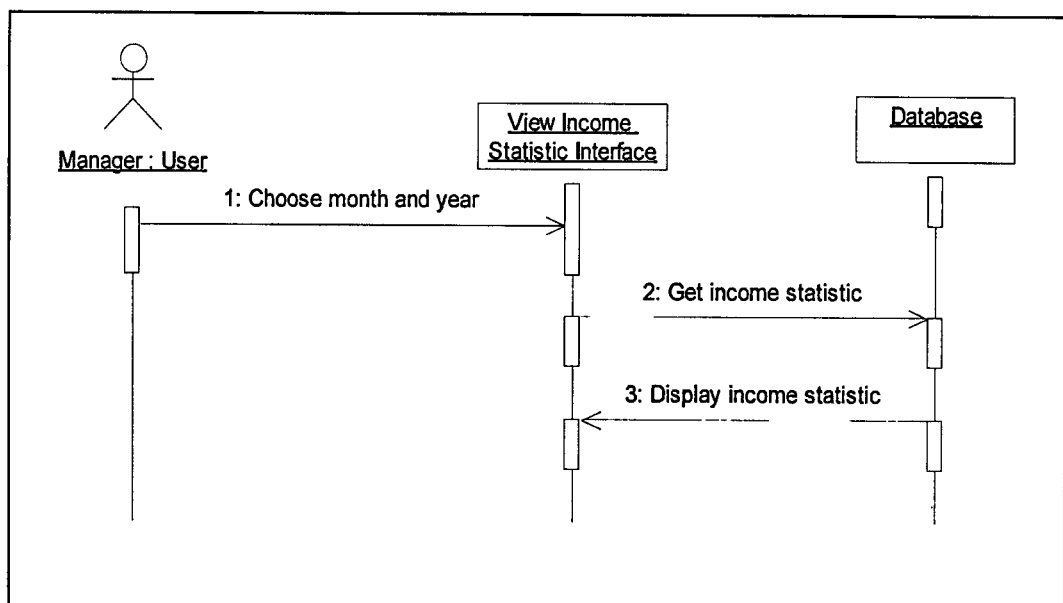 Manager : User
View Income
Statistic Interface
Database
1: Choose month and year
2: Get income statistic
3: Display income statistic